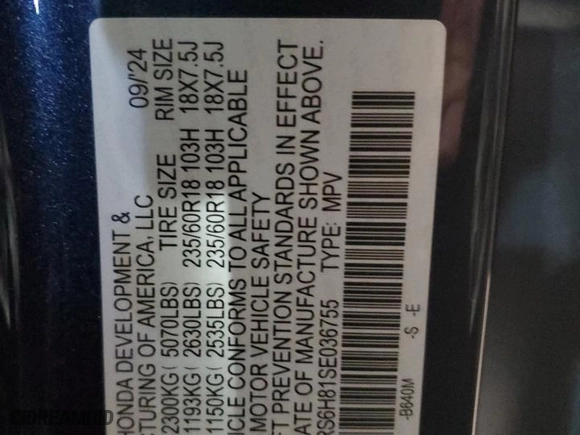 HONDA DEVELOPMENT & 09/'24
CTURING OF AMERICA, LLC
TIRE SIZE RIM SIZE
2300KG( 5070LBS)
1193KG( 2630LBS) 235/60R18 103H 18X7.5J
1150KG( 2535LBS) 235/60R18 103H 18X7.5J
ICLE CONFORMS TO ALL APPLICABLE
MOTOR VEHICLE SAFETY
FT PREVENTION STANDARDS IN EFFECT
ATE OF MANUFACTURE SHOWN ABOVE.
RS6H81SE036755 TYPE: MPV
-B640M -S -E